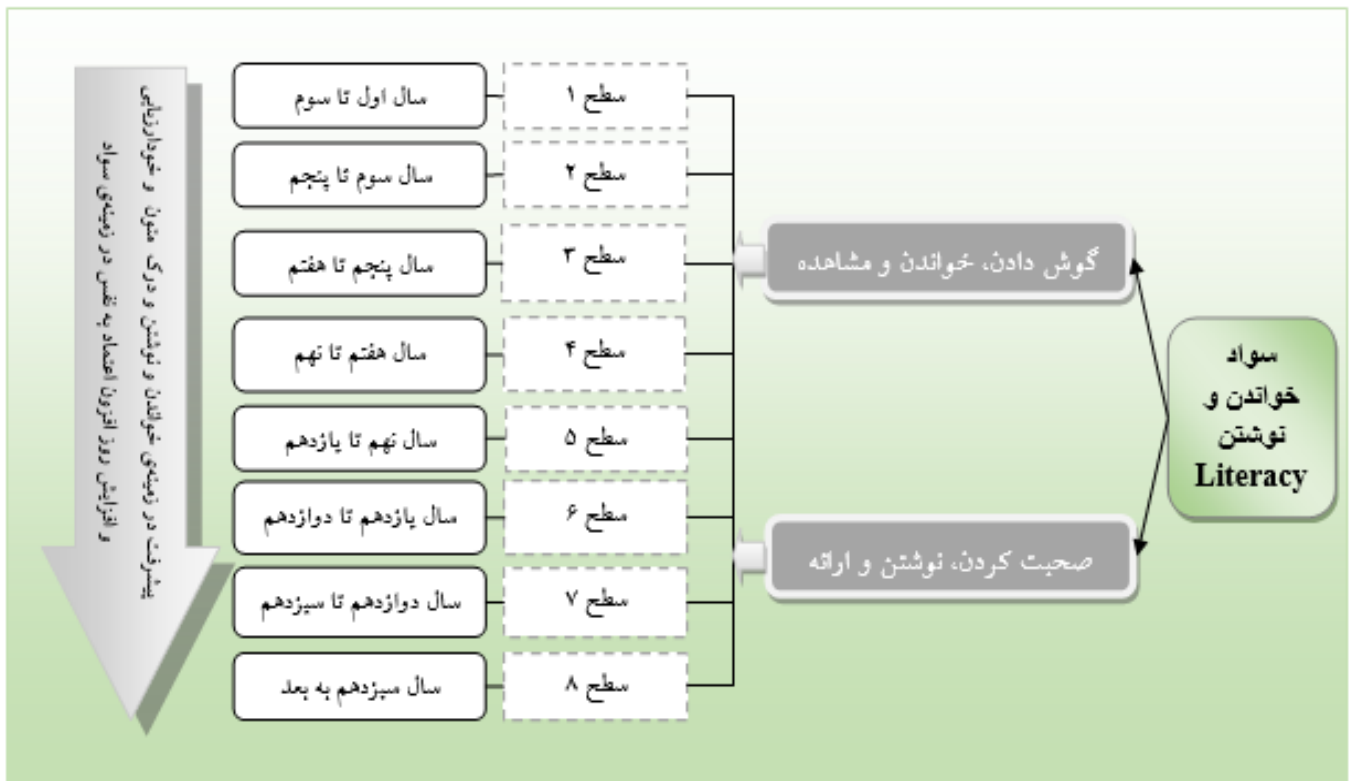 سواد
خواندن و
نوشتن
Literacy
گوش دادن، خواندن و مشاهده
صحبت کردن، نوشتن و ارائه
سطح ۱
سال اول تا سوم
سطح ۲
سال سوم تا پنجم
سطح ۳
سال پنجم تا هفتم
سطح ۴
سال هفتم تا نهم
سطح ۵
سال نهم تا یازدهم
سطح ۶
سال یازدهم تا دوازدهم
سطح ۷
سال دوازدهم تا سیزدهم
سطح ۸
سال سیزدهم به بعد
پیشرفت در زمینه‌ی خواندن و نوشتن و درک متون و خودارزیابی
و افزایش روز افزون اعتماد به نفس در زمینه‌ی سواد